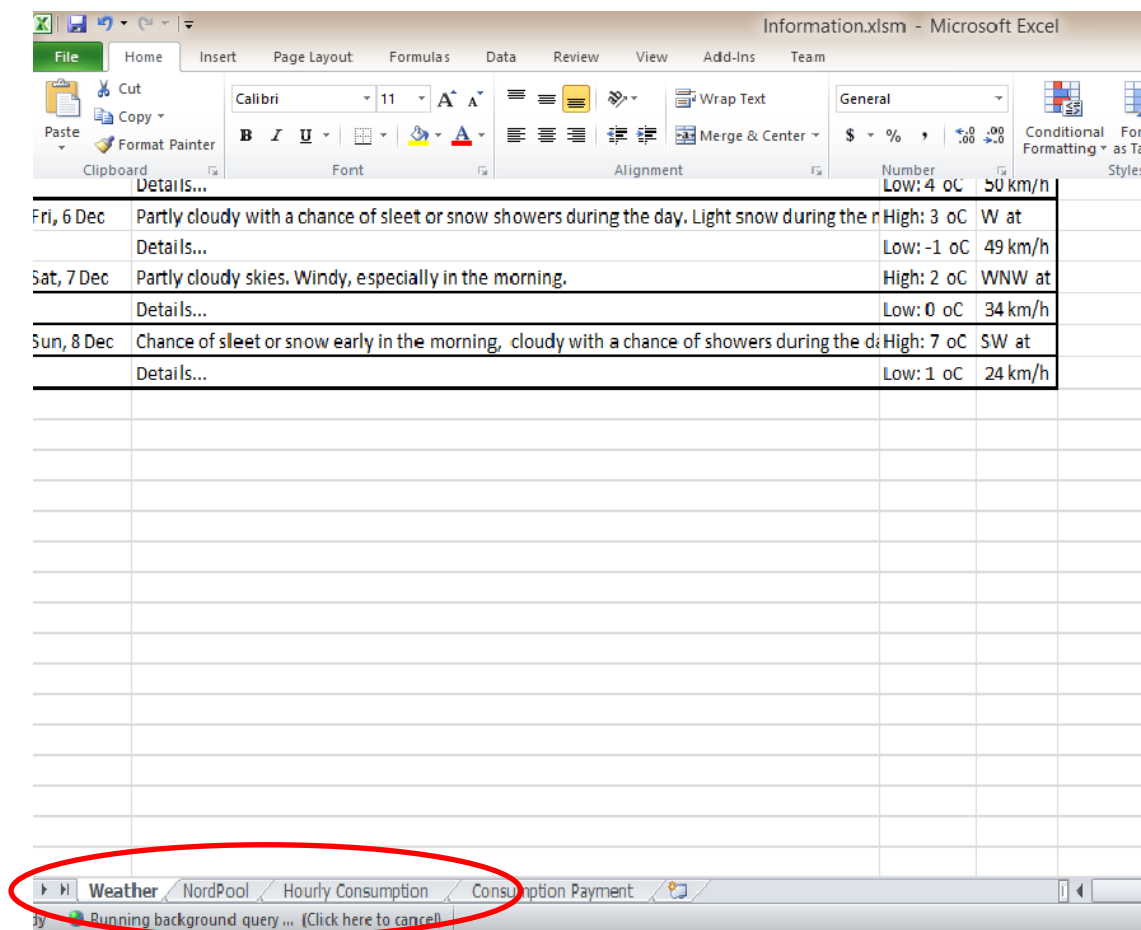 Information.xlsm - Microsoft Excel
File Home Insert Page Layout Formulas Data Review View Add-Ins Team
Cut
Copy
Paste
Format Painter
Calibri 11 A A
B I U A
Wrap Text
Merge & Center
General
$ % , .0 .00 .00 .0
Conditional
Formatting
Clipboard Font Alignment Number Styles
Details... Low: 4 oC 50 km/h
Fri, 6 Dec Partly cloudy with a chance of sleet or snow showers during the day. Light snow during the High: 3 oC W at
Details... Low: -1 oC 49 km/h
Sat, 7 Dec Partly cloudy skies. Windy, especially in the morning. High: 2 oC WNW at
Details... Low: 0 oC 34 km/h
Sun, 8 Dec Chance of sleet or snow early in the morning, cloudy with a chance of showers during the High: 7 oC SW at
Details... Low: 1 oC 24 km/h
Weather NordPool Hourly Consumption Consumption Payment
Running background query ... (Click here to cancel)